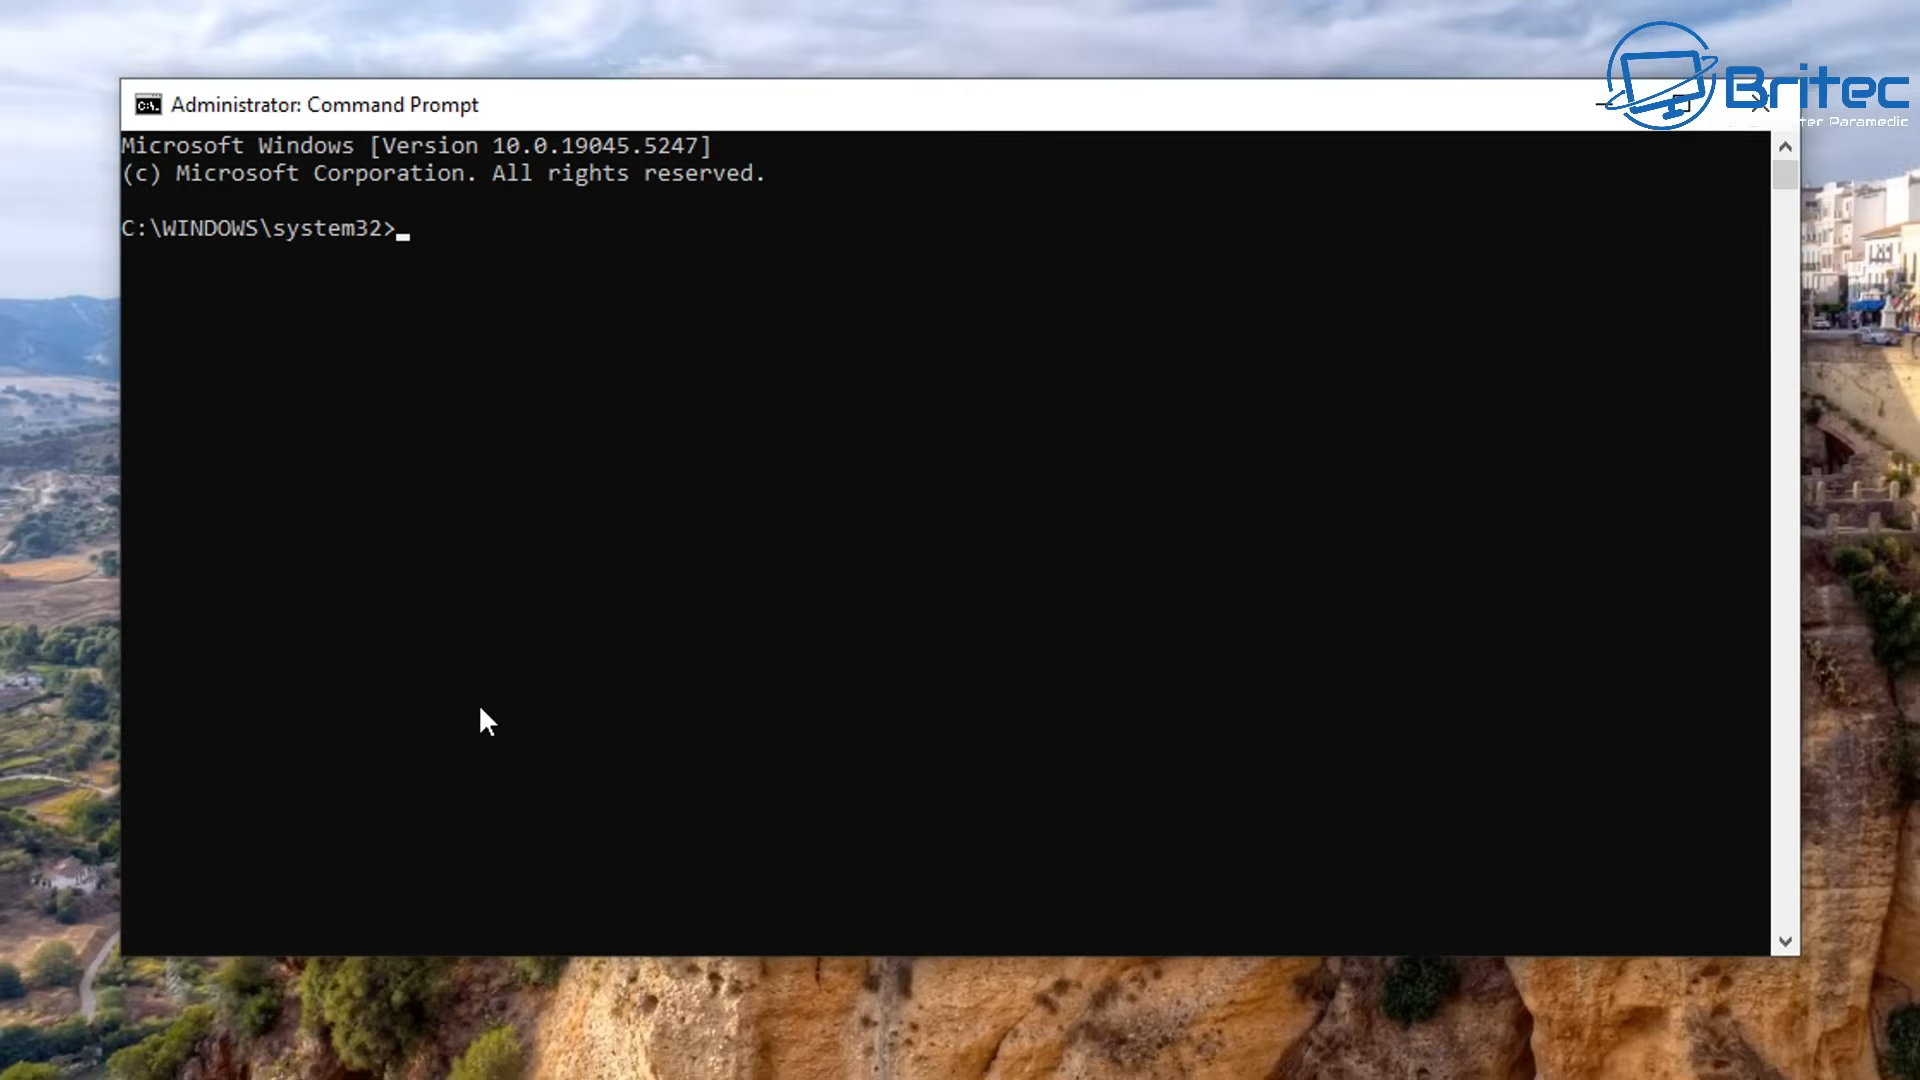 Britec
ter Paramedic
Administrator: Command Prompt
Microsoft Windows [Version 10.0.19045.5247]
(c) Microsoft Corporation. All rights reserved.
C:\WINDOWS\system32>